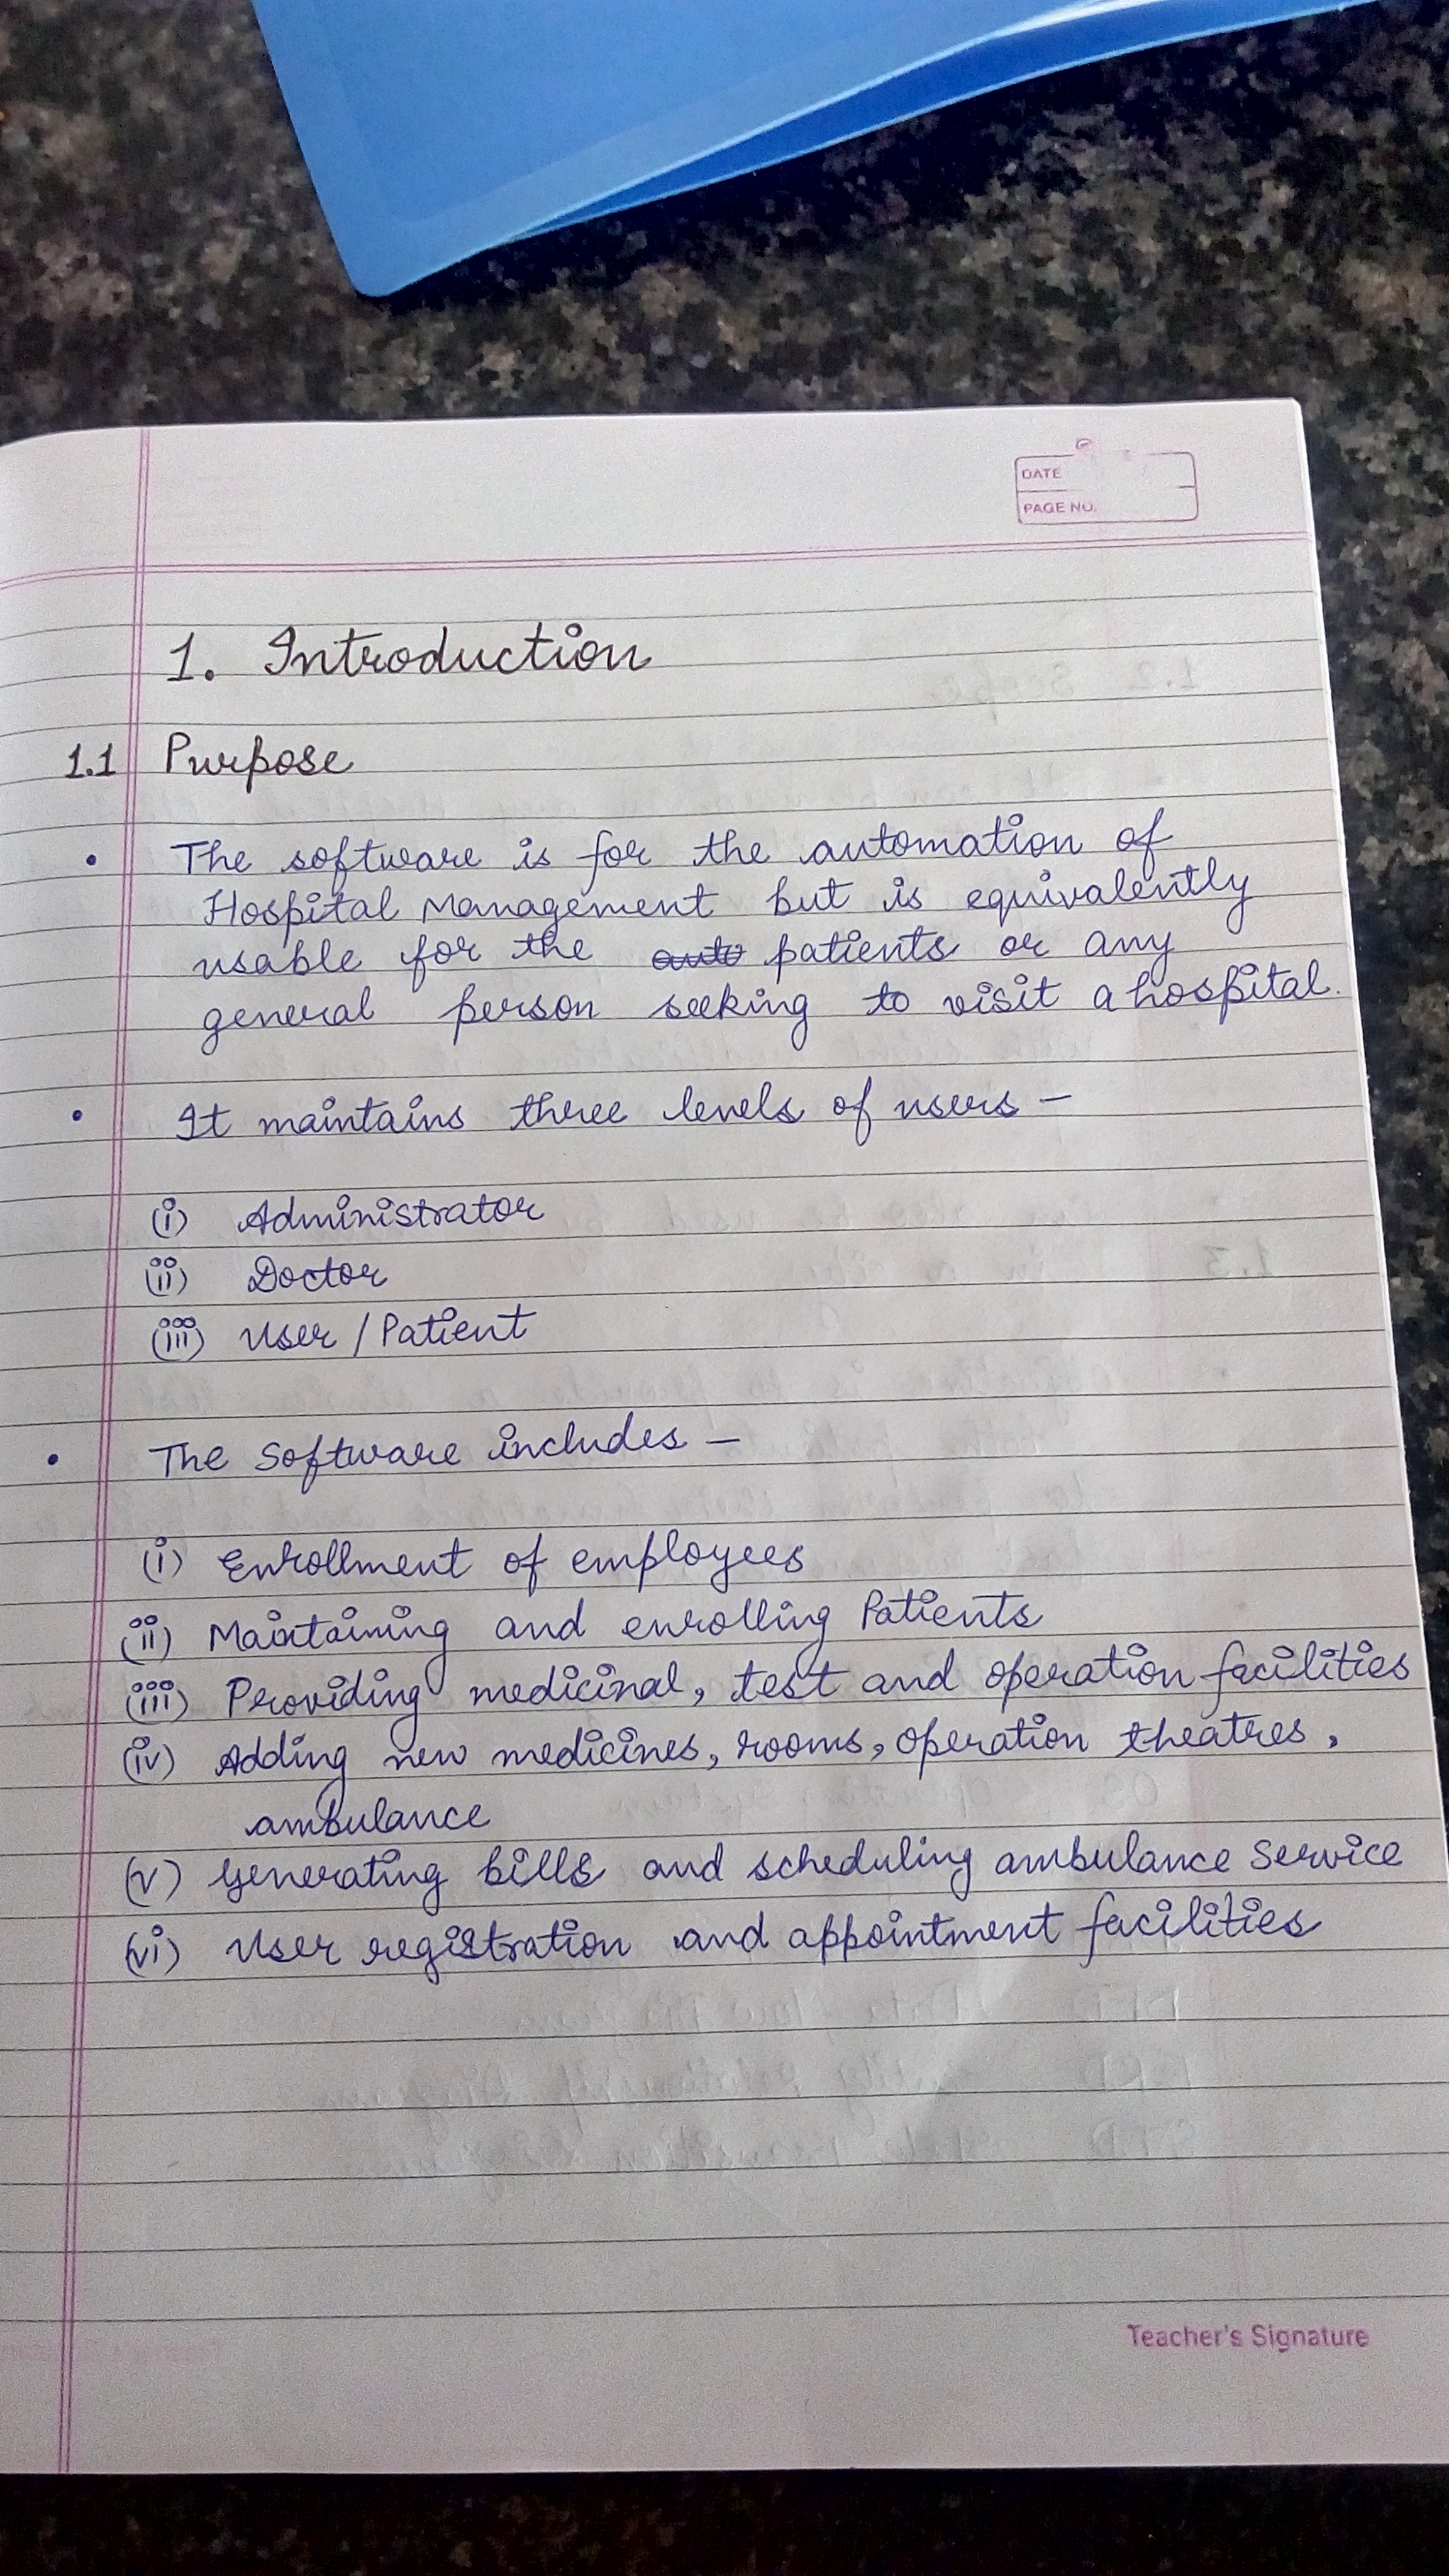 DATE
PAGE NO.
1. Introduction
1.1 Purpose
• The software is for the automation of
Hospital Management but is equivalently
usable for the auto patients or any
general person seeking to visit a hospital.
• It maintains three levels of users -
(i) Administrator
(ii) Doctor
(iii) User / Patient
• The Software includes -
(i) Enrollment of employees
(ii) Maintaining and enrolling Patients
(iii) Providing medicinal, test and operation facilities
(iv) Adding new medicines, rooms, operation theatres,
ambulance
(v) Generating bills and scheduling ambulance Service
(vi) User registration and appointment facilities
Teacher's Signature